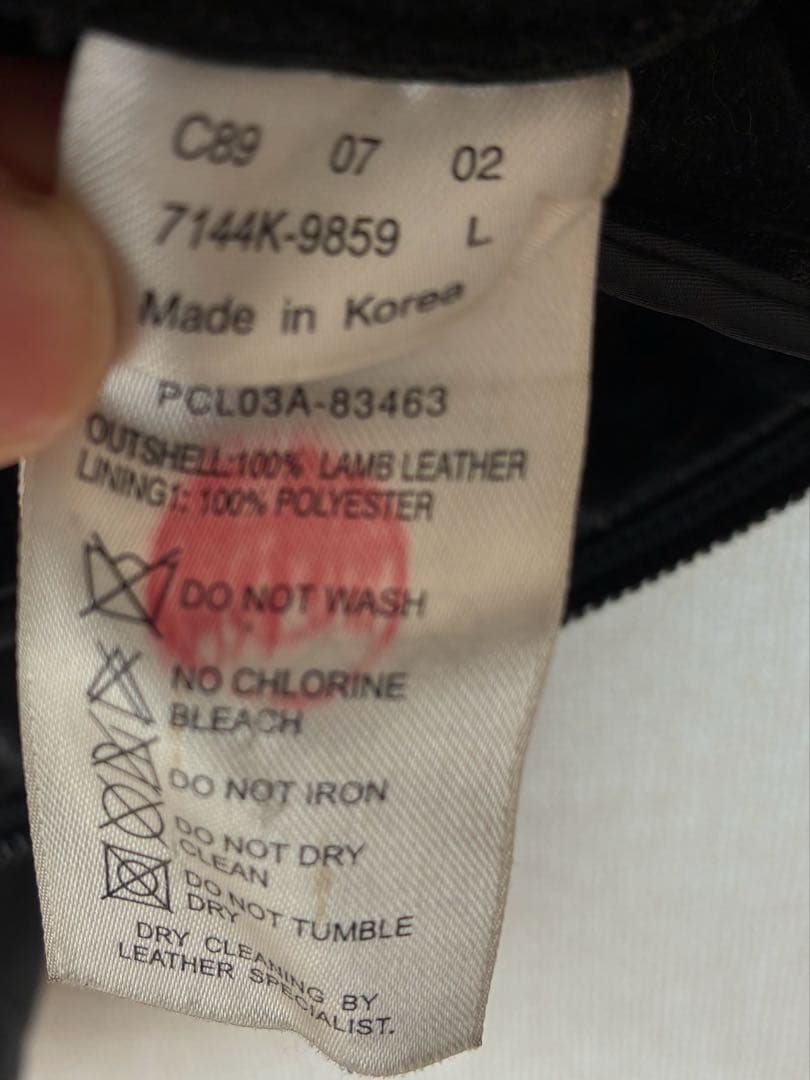 C89 07 02
7144K-9859 L
Made in Korea
PCL03A-83463
OUTSHELL:100% LAMB LEATHER
LINING1: 100% POLYESTER
DO NOT WASH
NO CHLORINE
BLEACH
DO NOT IRON
DO NOT DRY
CLEAN
DO NOT TUMBLE
DRY
DRY CLEANING BY
LEATHER SPECIALIST.